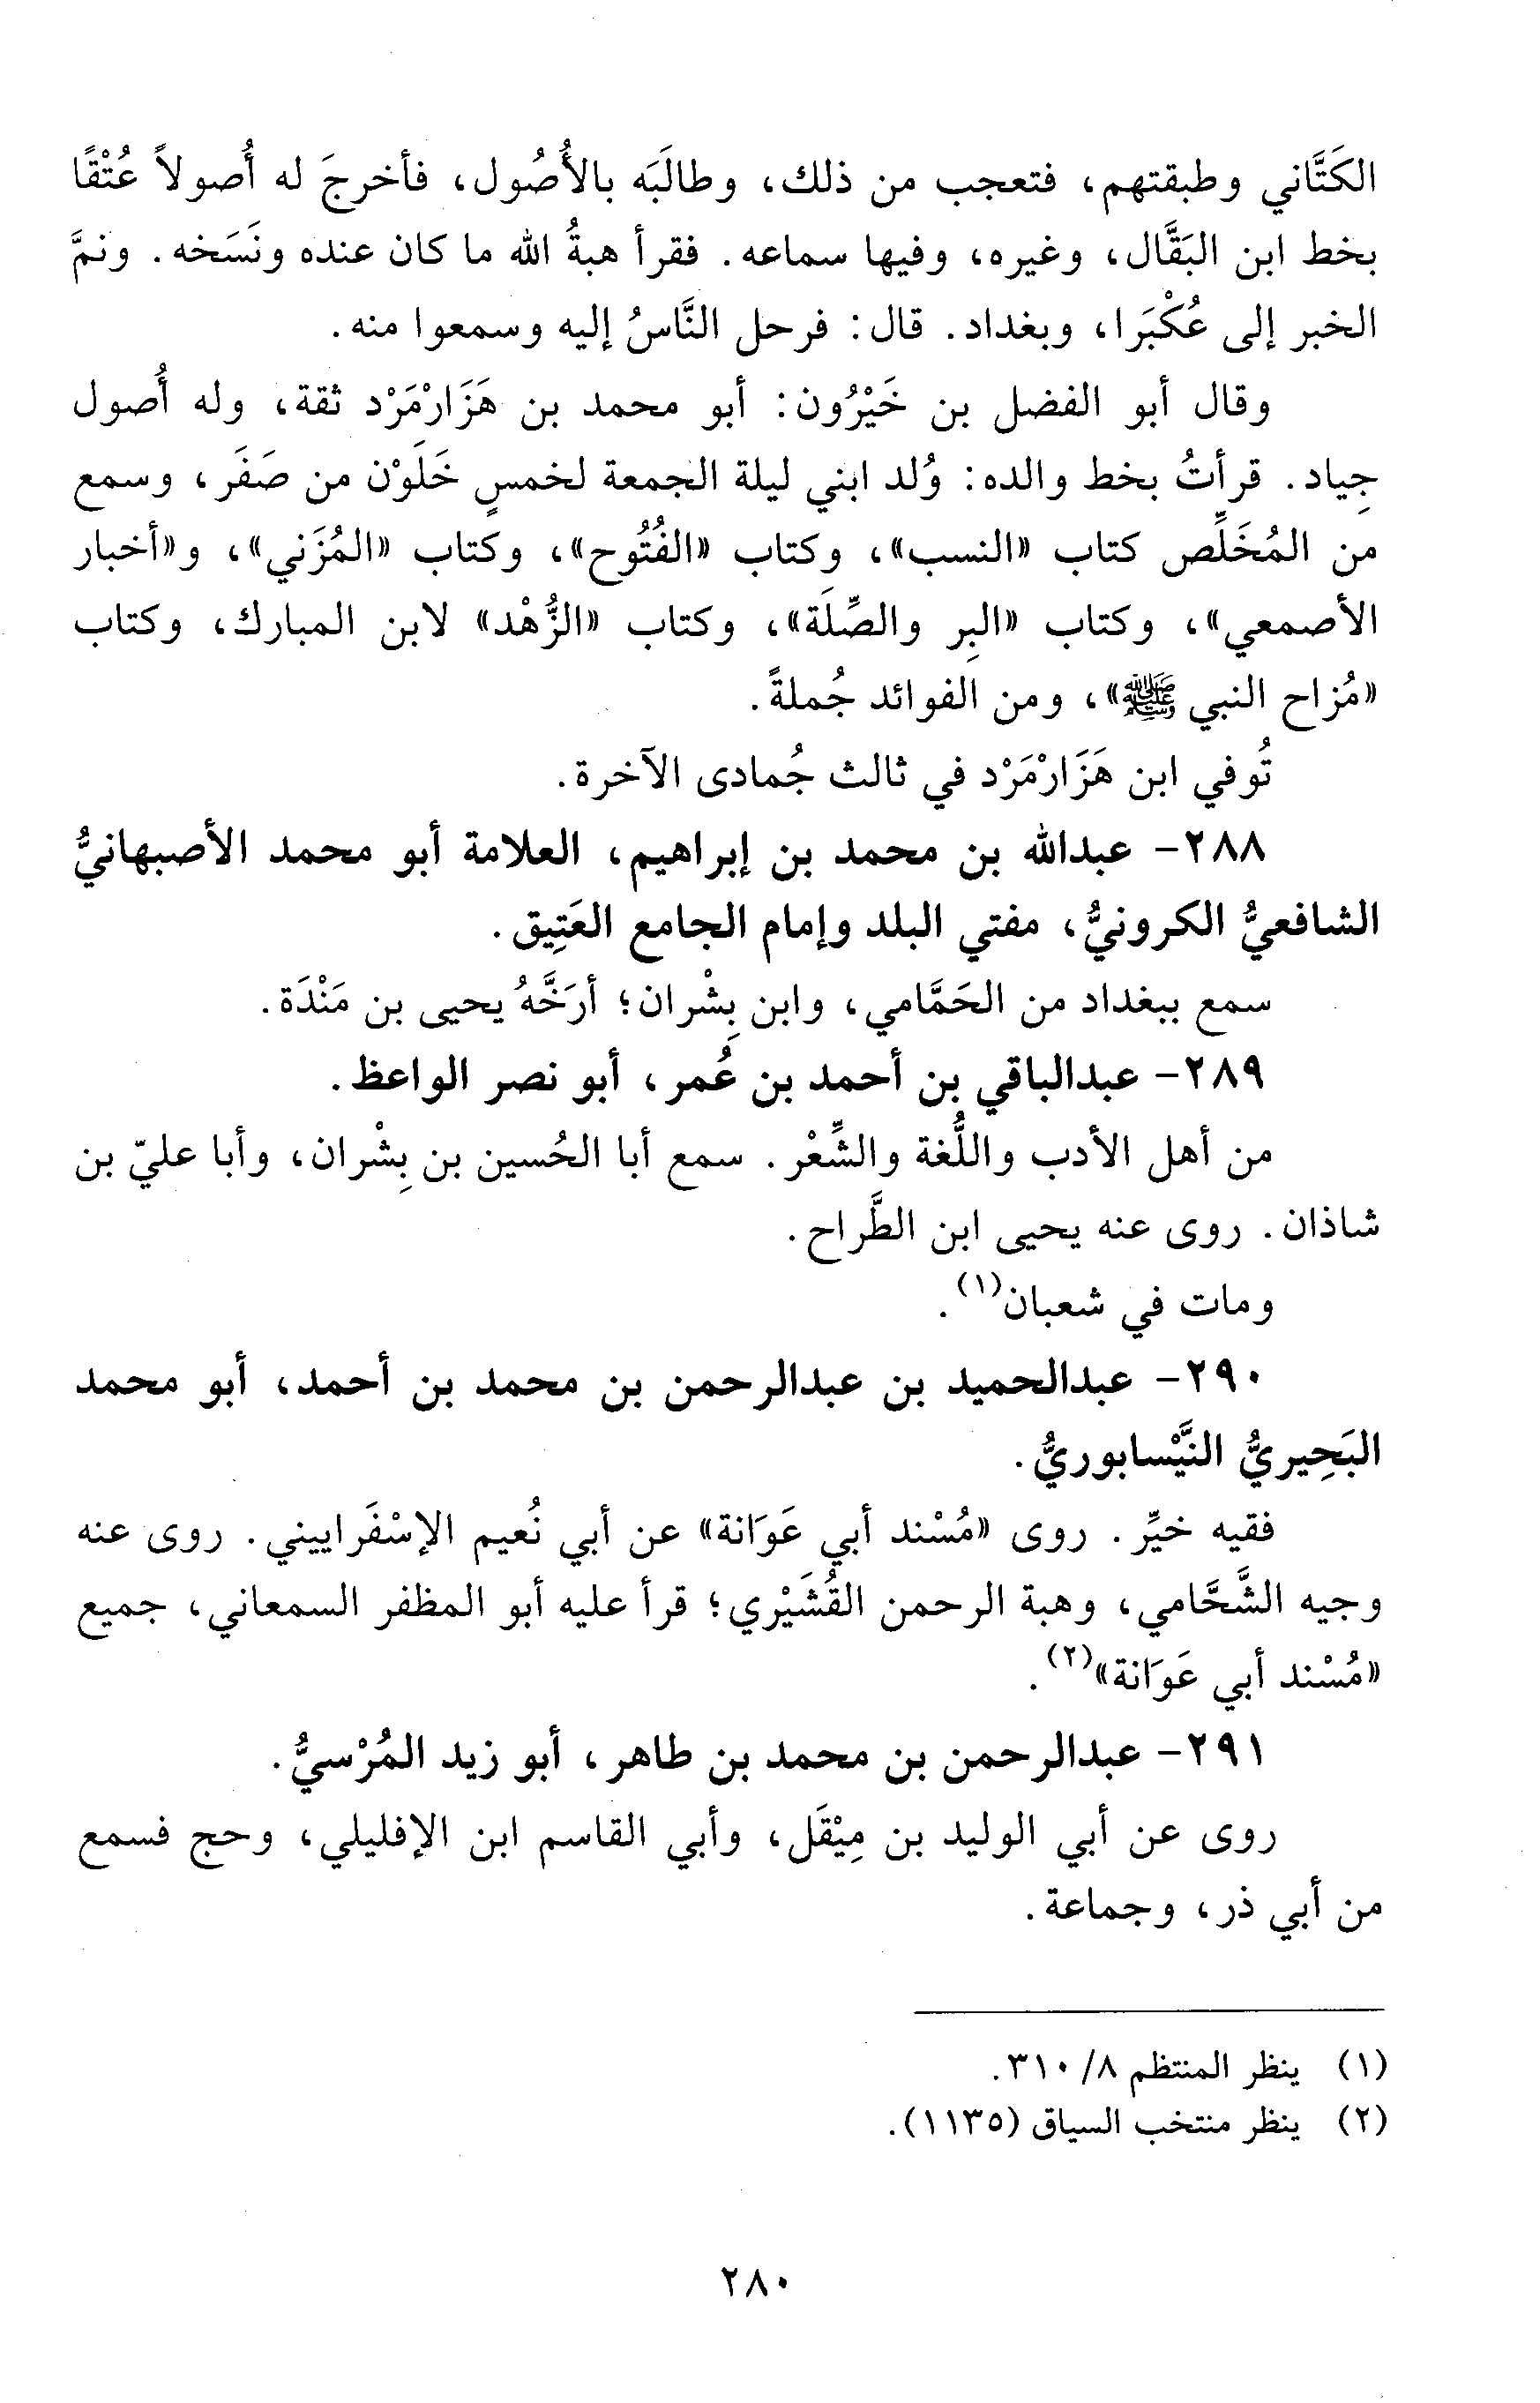 الكَتَّاني وطبقتهم، فتعجب من ذلك، وطالَبَه بالأُصُول، فأخرجَ له أُصولاً عُتْقًا
بخط ابن البَقَّال، وغيره، وفيها سماعه. فقرأ هبةُ الله ما كان عنده ونَسَخه. ونمَّ
الخبر إلى عُكْبَرا، وبغداد. قال: فرحل النَّاسُ إليه وسمعوا منه.
وقال أبو الفضل بن خَيْرُون: أبو محمد بن هَزَارْمَرْد ثقة، وله أُصول
جِياد. قرأتُ بخط والده: وُلد ابني ليلة الجمعة لخمسٍ خَلَوْن من صَفَر، وسمع
من المُخَلِّص كتاب «النسب»، وكتاب «الفُتُوح»، وكتاب «المُزَني»، و«أخبار
الأصمعي»، وكتاب «البِر والصِّلَة»، وكتاب «الزُّهْد» لابن المبارك، وكتاب
«مُزاح النبي ﷺ»، ومن الفوائد جُملةً.
تُوفي ابن هَزَارْمَرْد في ثالث جُمادى الآخرة.
٢٨٨- عبدالله بن محمد بن إبراهيم، العلامة أبو محمد الأصبهانيُّ
الشافعيُّ الكرونيُّ، مفتي البلد وإمام الجامع العَتِيق.
سمع ببغداد من الحَمَّامي، وابن بِشْران؛ أرَخَّهُ يحيى بن مَنْدَة.
٢٨٩- عبدالباقي بن أحمد بن عُمر، أبو نصر الواعظ.
من أهل الأدب واللُّغة والشِّعْر. سمع أبا الحُسين بن بِشْران، وأبا عليّ بن
شاذان. روى عنه يحيى ابن الطَّراح.
ومات في شعبان(١).
٢٩٠- عبدالحميد بن عبدالرحمن بن محمد بن أحمد، أبو محمد
البَحِيريُّ النَّيْسابوريُّ.
فقيه خيِّر. روى «مُسْند أبي عَوَانة» عن أبي نُعيم الإسْفَراييني. روى عنه
وجيه الشَّحَّامي، وهبة الرحمن القُشَيْري؛ قرأ عليه أبو المظفر السمعاني، جميع
«مُسْند أبي عَوَانة»(٢).
٢٩١- عبدالرحمن بن محمد بن طاهر، أبو زيد المُرْسيُّ.
روى عن أبي الوليد بن مِيْقَل، وأبي القاسم ابن الإفليلي، وحج فسمع
من أبي ذر، وجماعة.
(١) ينظر المنتظم ٨/ ٣١٠.
(٢) ينظر منتخب السياق (١١٣٥).
٢٨٠